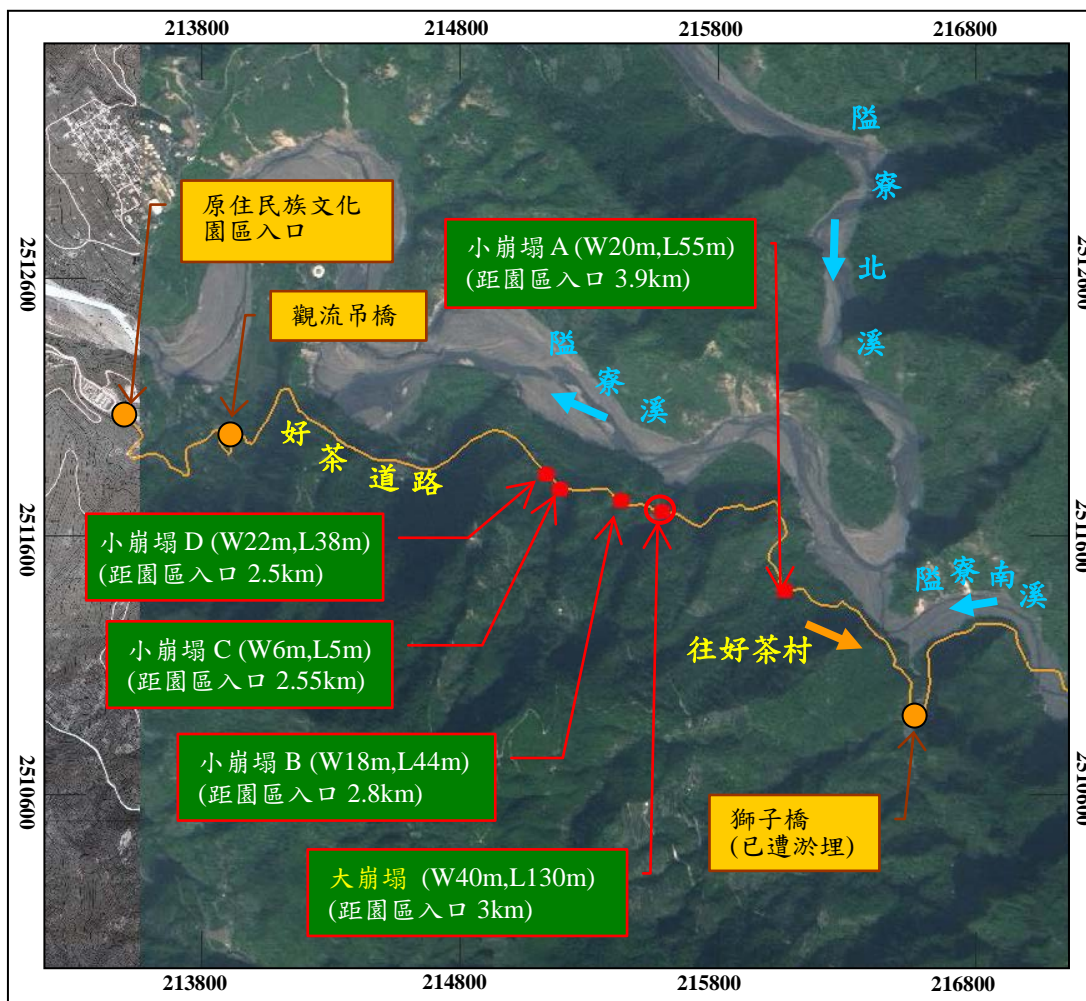 213800
214800
215800
216800
隘
寮
北
溪
原住民族文化
園區入口
小崩塌 A (W20m,L55m)
(距園區入口 3.9km)
2512600
2512600
觀流吊橋
隘
寮
溪
好
茶
道
路
小崩塌 D (W22m,L38m)
(距園區入口 2.5km)
2511600
2511600
隘寮南溪
小崩塌 C (W6m,L5m)
(距園區入口 2.55km)
往好茶村
小崩塌 B (W18m,L44m)
(距園區入口 2.8km)
2510600
2510600
獅子橋
(已遭淤埋)
大崩塌 (W40m,L130m)
(距園區入口 3km)
213800
214800
215800
216800